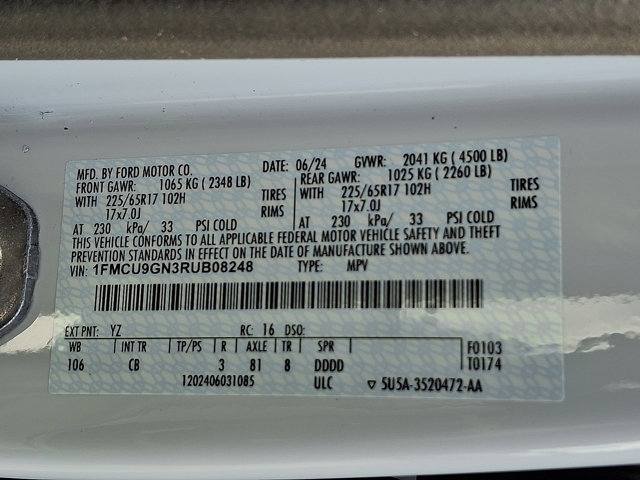 MFD. BY FORD MOTOR CO. DATE: 06/24 GVWR: 2041 KG ( 4500 LB)
FRONT GAWR: 1065 KG ( 2348 LB) REAR GAWR: 1025 KG ( 2260 LB)
WITH 225/65R17 102H TIRES WITH 225/65R17 102H TIRES
17x7.0J RIMS 17x7.0J RIMS
AT 230 kPa/ 33 PSI COLD AT 230 kPa/ 33 PSI COLD
THIS VEHICLE CONFORMS TO ALL APPLICABLE FEDERAL MOTOR VEHICLE SAFETY AND THEFT
PREVENTION STANDARDS IN EFFECT ON THE DATE OF MANUFACTURE SHOWN ABOVE.
VIN: 1FMCU9GN3RUB08248 TYPE: MPV
EXT PNT: YZ RC: 16 DSO:
WB INT TR TP/PS R AXLE TR SPR F0103
106 CB 3 81 8 DDDD T0174
1202406031085 ULC ▽ 5U5A-3520472-AA